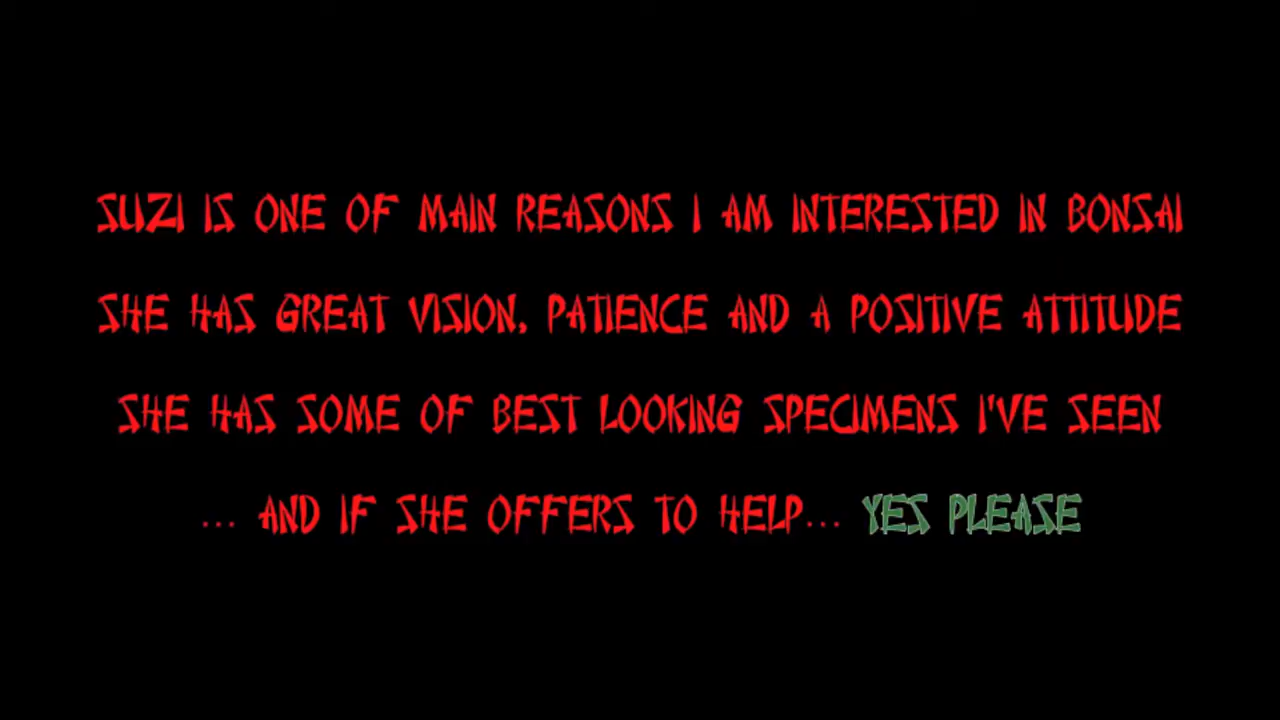 SUZI IS ONE OF MAIN REASONS I AM INTERESTED IN BONSAI
SHE HAS GREAT VISION, PATIENCE AND A POSITIVE ATTITUDE
SHE HAS SOME OF BEST LOOKING SPECIMENS I'VE SEEN
... AND IF SHE OFFERS TO HELP... YES PLEASE